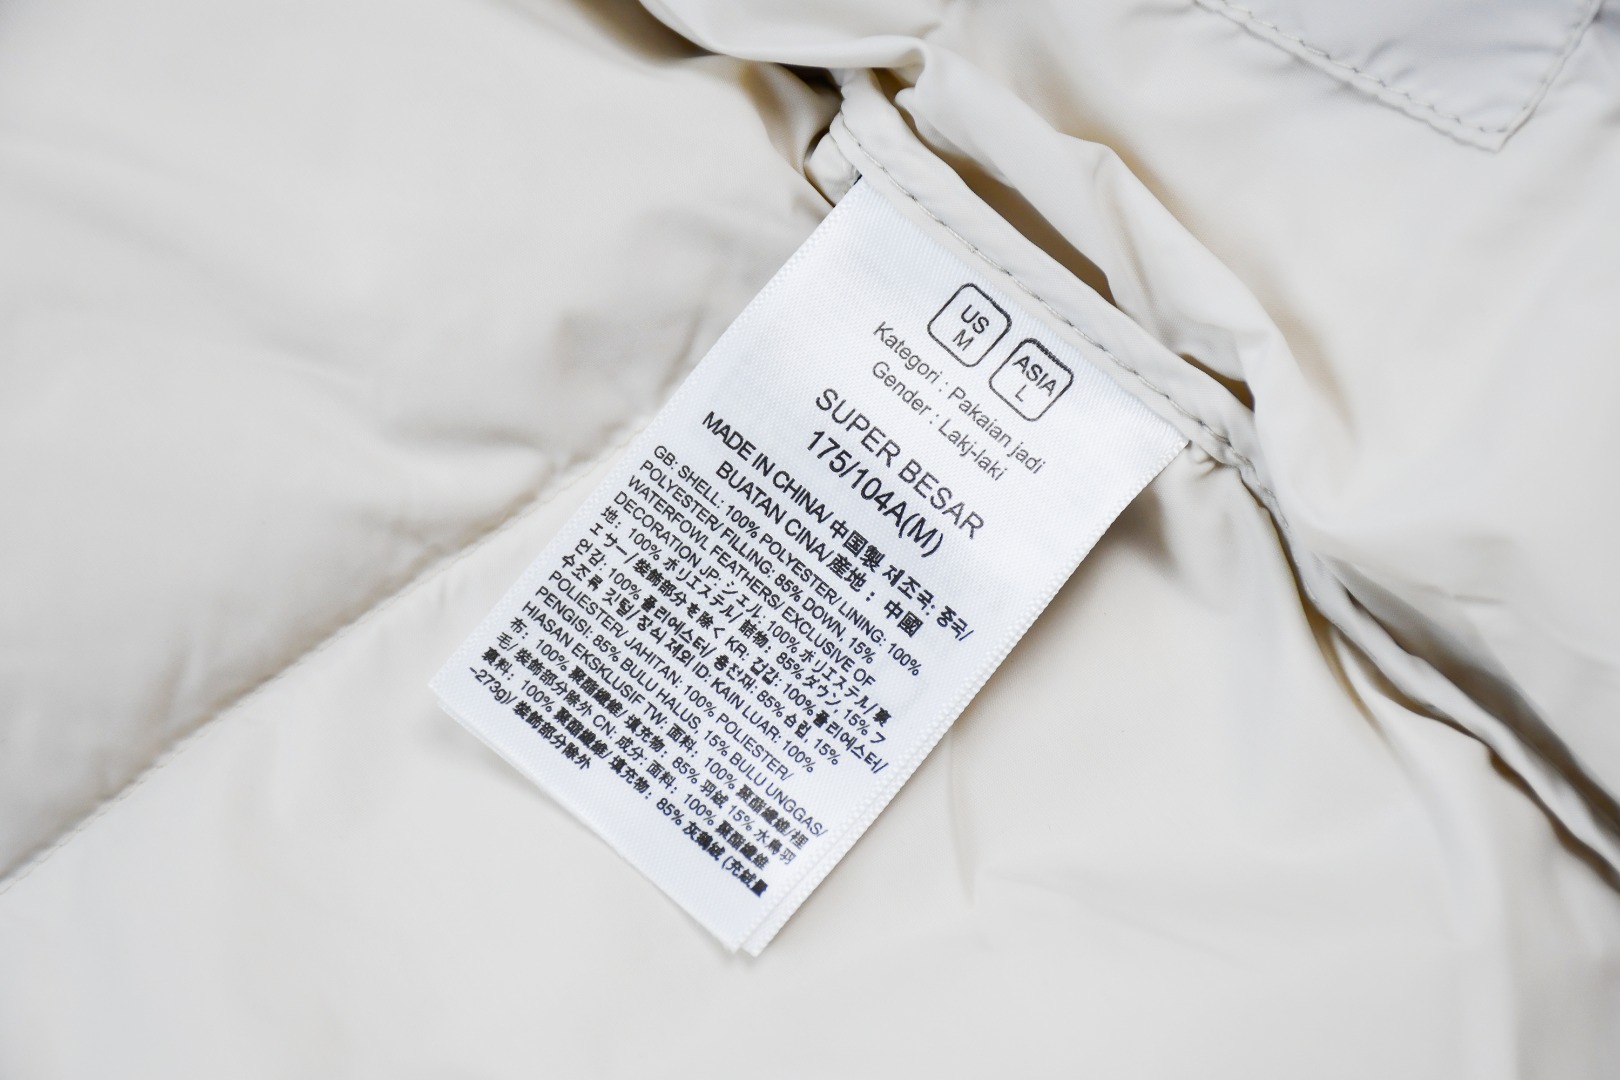 US
M
ASIA
L
Kategori : Pakaian jadi
Gender : Lakj-laki
SUPER BESAR
175/104A(M)
MADE IN CHINA/ 中国製 제조국: 중국/
BUATAN CINA/産地： 中國
GB: SHELL: 100% POLYESTER/ LINING: 100%
POLYESTER/ FILLING: 85% DOWN, 15%
WATERFOWL FEATHERS/ EXCLUSIVE OF
DECORATION JP: シェル: 100% ポリエステル/ 裏
地： 100% ポリエステル/ 詰物： 85% ダウン 15% フ
ェザー/装飾部分を除く KR: 겉감: 100% 폴리에스터/
안감: 100% 폴리에스터/ 충전재: 85% 솜털, 15%
수조류 깃털/ 장식 제외 ID: KAIN LUAR: 100%
POLIESTER/ JAHITAN: 100% POLIESTER/
PENGISI: 85% BULU HALUS, 15% BULU UNGGAS/
HIASAN EKSKLUSIF TW: 面料： 100% 聚酯纖維/裡
布： 100% 聚酯纖維/ 填充物： 85% 羽絨 15% 水鳥羽
毛/ 裝飾部分除外 CN: 成分: 面料： 100% 聚酯纖維
裏料： 100% 聚酯纖維/ 填充物： 85% 灰鵝絨 (充絨量
-273g)/ 装飾部分除外